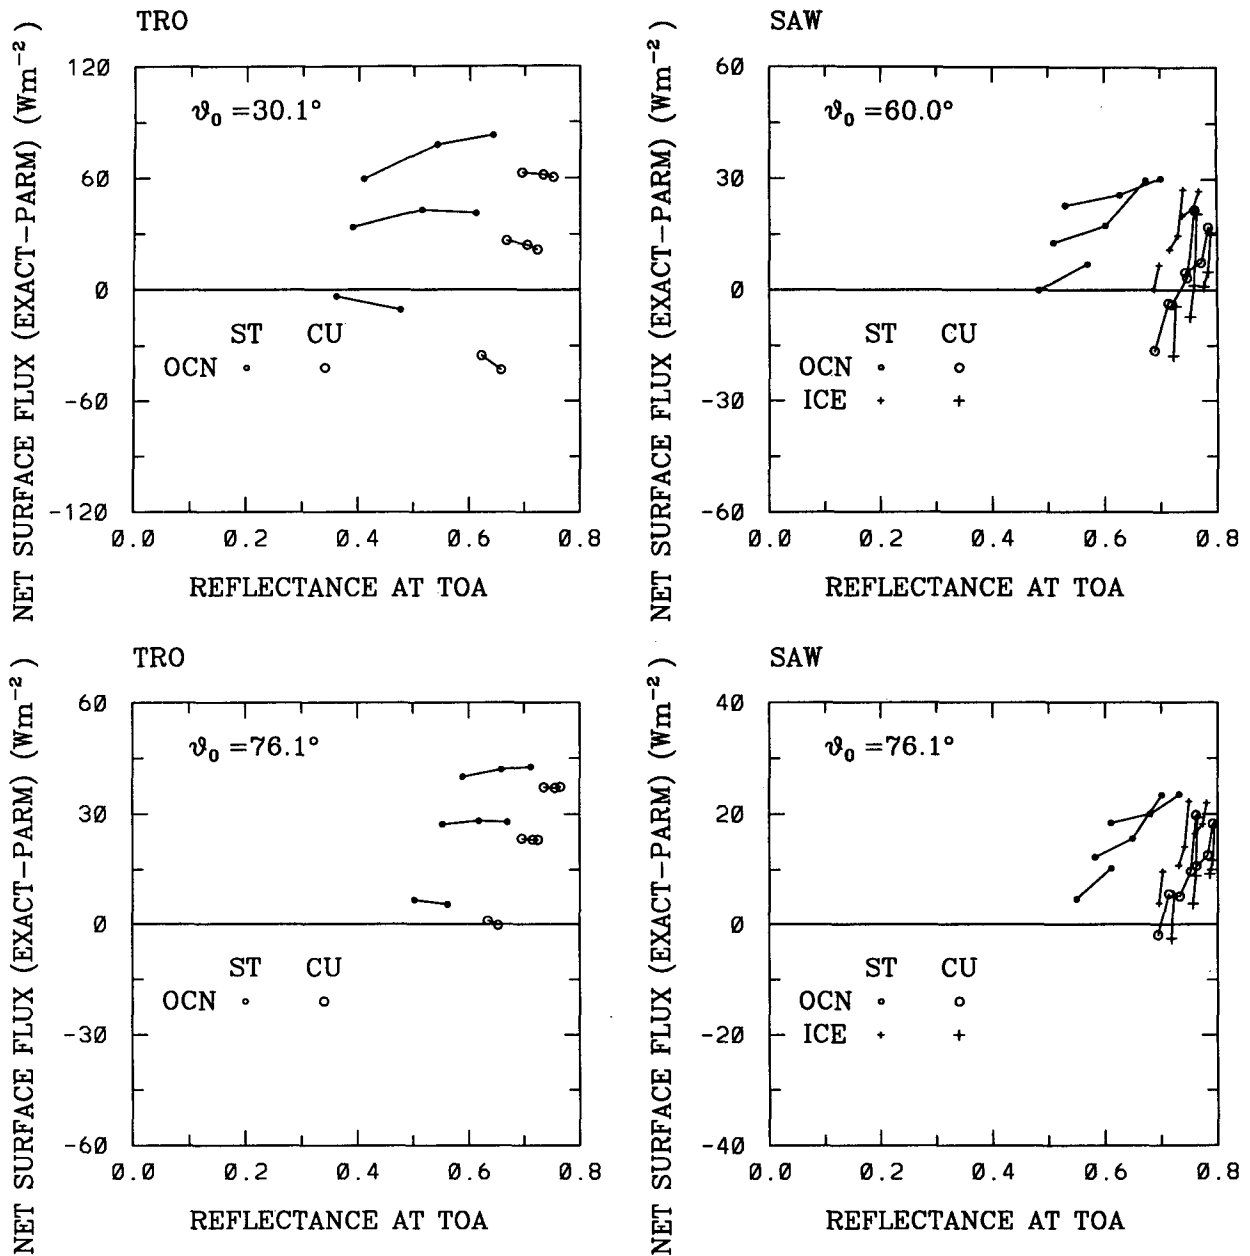 TRO
NET SURFACE FLUX (EXACT−PARM) (Wm⁻²)
120
60
0
-60
-120
ϑ₀ =30.1°
ST CU
OCN
0.0 0.2 0.4 0.6 0.8
REFLECTANCE AT TOA
SAW
NET SURFACE FLUX (EXACT−PARM) (Wm⁻²)
60
30
0
-30
-60
ϑ₀ =60.0°
ST CU
OCN
ICE
0.0 0.2 0.4 0.6 0.8
REFLECTANCE AT TOA
TRO
NET SURFACE FLUX (EXACT−PARM) (Wm⁻²)
60
30
0
-30
-60
ϑ₀ =76.1°
ST CU
OCN
0.0 0.2 0.4 0.6 0.8
REFLECTANCE AT TOA
SAW
NET SURFACE FLUX (EXACT−PARM) (Wm⁻²)
40
20
0
-20
-40
ϑ₀ =76.1°
ST CU
OCN
ICE
0.0 0.2 0.4 0.6 0.8
REFLECTANCE AT TOA